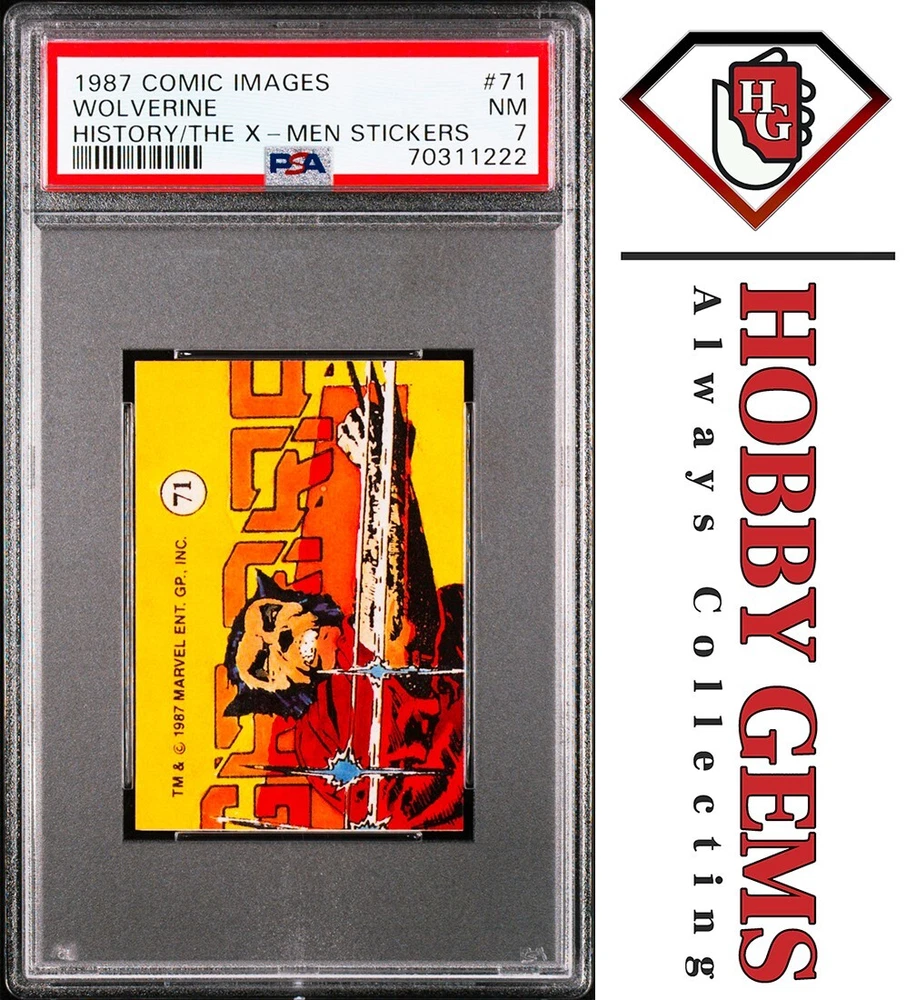 1987 COMIC IMAGES #71
WOLVERINE NM
HISTORY/THE X-MEN STICKERS 7
PSA 70311222
71
TM & © 1987 MARVEL ENT. GP., INC.
HG
HOBBY GEMS
Always Collecting